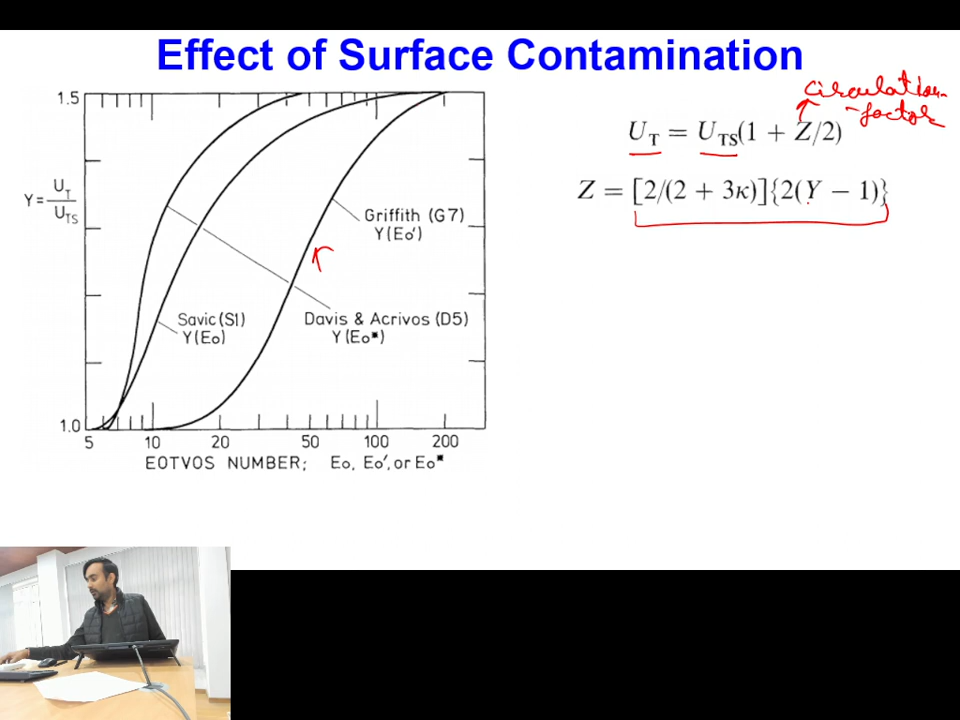 Effect of Surface Contamination
circulation
-factor
U_T = U_TS(1 + Z/2)
Z = [2/(2 + 3κ)]{2(Y − 1)}
1.5
Y = U_T/U_TS
Griffith (G7)
Y(Eo′)
Savic (S1)
Y(Eo)
Davis & Acrivos (D5)
Y(Eo*)
1.0
5 10 20 50 100 200
EOTVOS NUMBER; Eo, Eo′, or Eo*